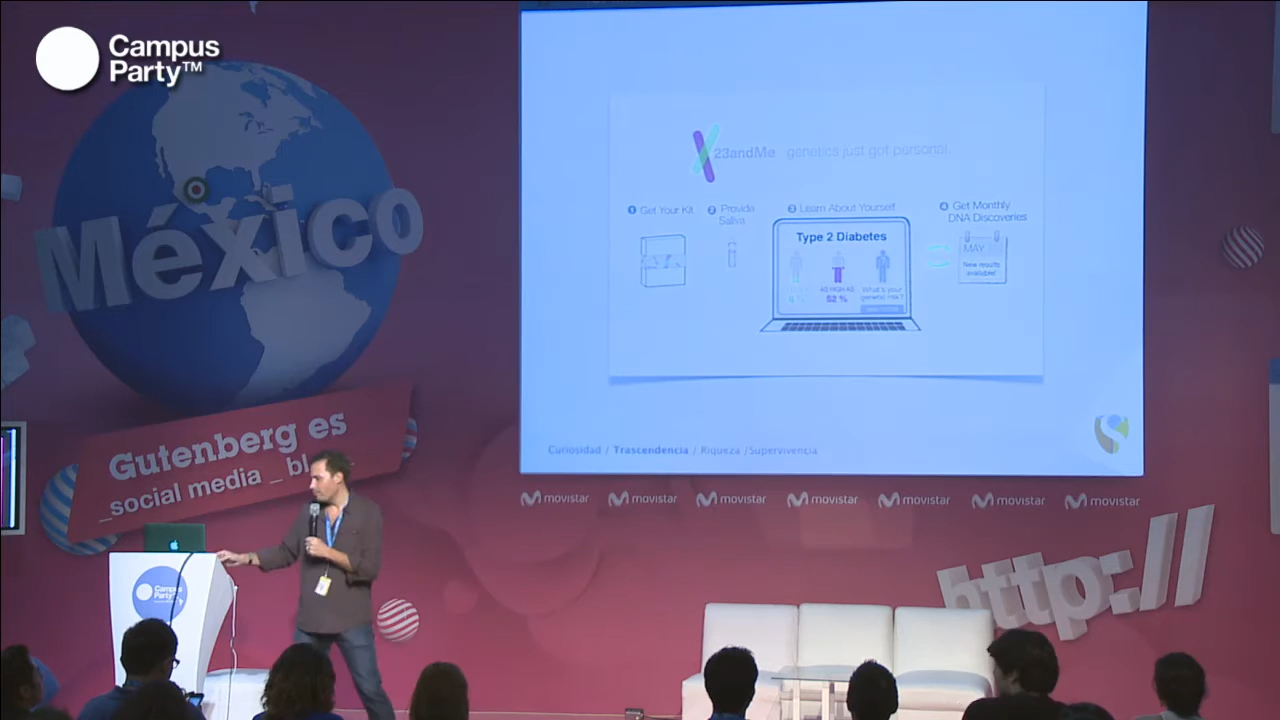 Campus
Party™
México
Gutenberg es
_social media _ bl
Campus
Party
23andMe genetics just got personal.
1 Get Your Kit
2 Provide
Saliva
3 Learn About Yourself
4 Get Monthly
DNA Discoveries
Type 2 Diabetes
52 %
What's your
genetic risk?
MAY
New results
available!
Curiosidad / Trascendencia / Riqueza /Supervivencia
movistar movistar movistar movistar movistar movistar movistar
http://